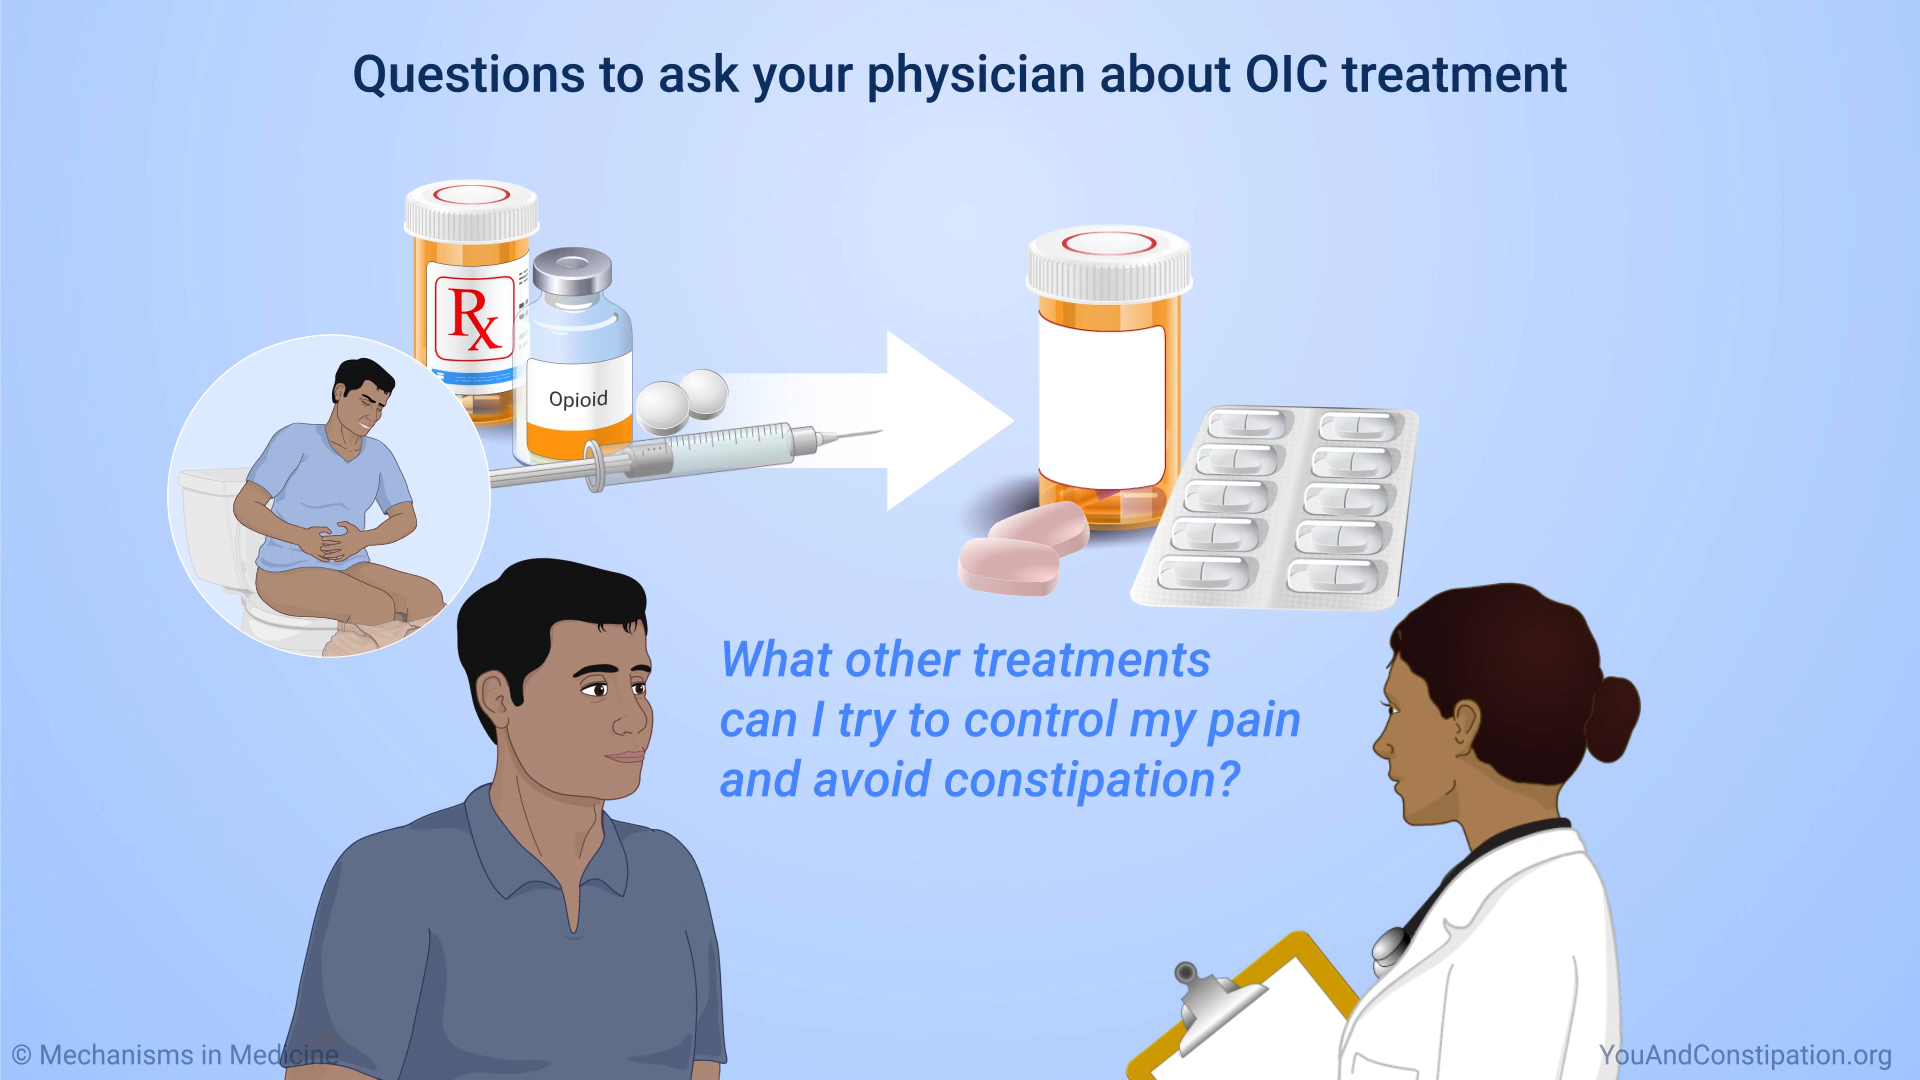 Questions to ask your physician about OIC treatment
Rx
Opioid
What other treatments
can I try to control my pain
and avoid constipation?
© Mechanisms in Medicine
YouAndConstipation.org